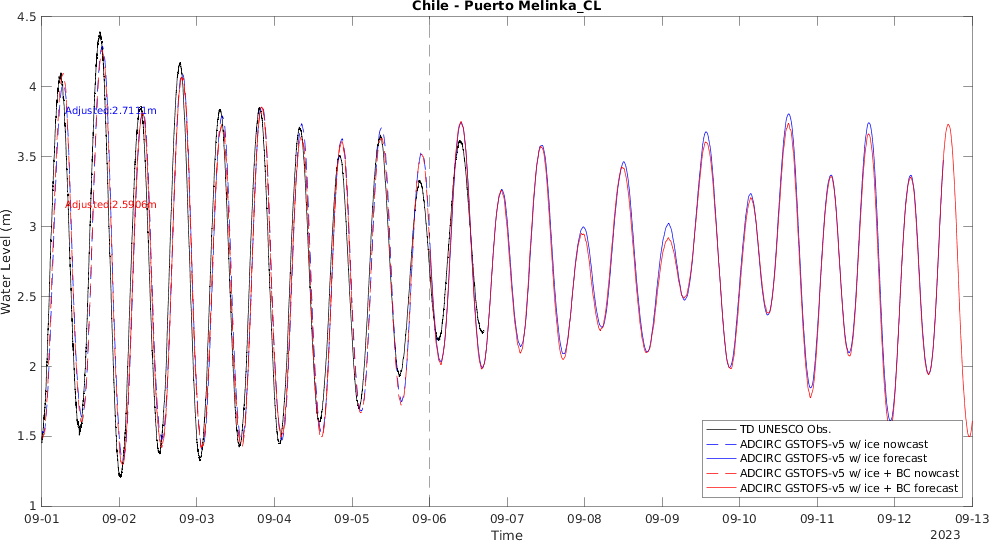 Chile - Puerto Melinka_CL
4.5
4
3.5
3
2.5
2
1.5
1
Water Level (m)
Adjusted:2.7111m
Adjusted:2.5906m
TD UNESCO Obs.
ADCIRC GSTOFS-v5 w/ ice nowcast
ADCIRC GSTOFS-v5 w/ ice forecast
ADCIRC GSTOFS-v5 w/ ice + BC nowcast
ADCIRC GSTOFS-v5 w/ ice + BC forecast
09-01 09-02 09-03 09-04 09-05 09-06 09-07 09-08 09-09 09-10 09-11 09-12 09-13
Time
2023